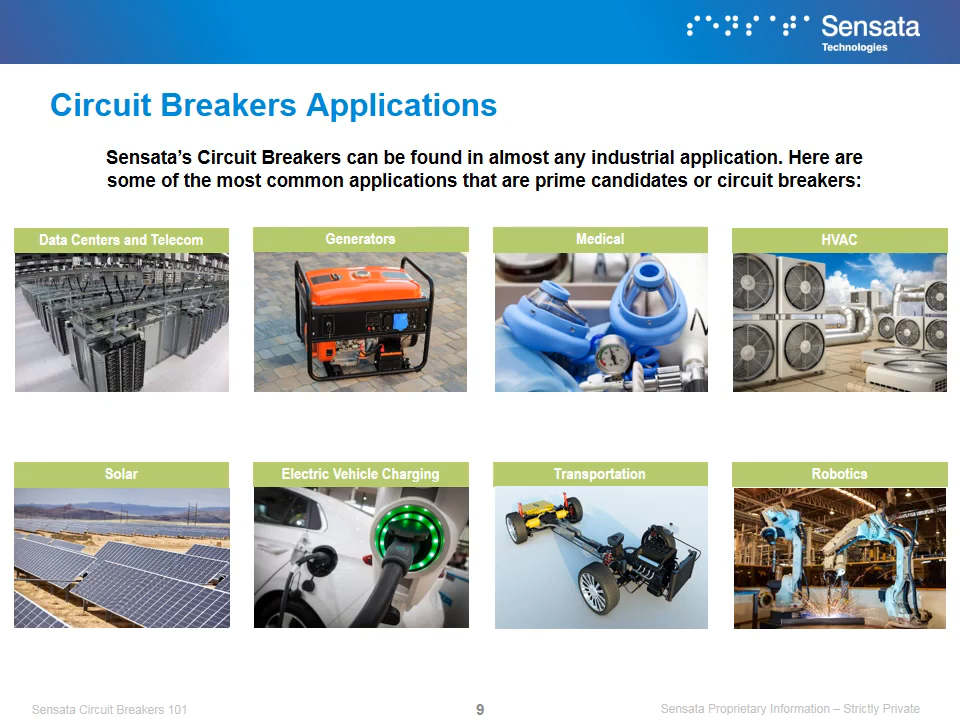 Sensata
Technologies
Circuit Breakers Applications
Sensata's Circuit Breakers can be found in almost any industrial application. Here are
some of the most common applications that are prime candidates or circuit breakers:
Data Centers and Telecom
Generators
Medical
HVAC
Solar
Electric Vehicle Charging
Transportation
Robotics
Sensata Circuit Breakers 101
9
Sensata Proprietary Information – Strictly Private